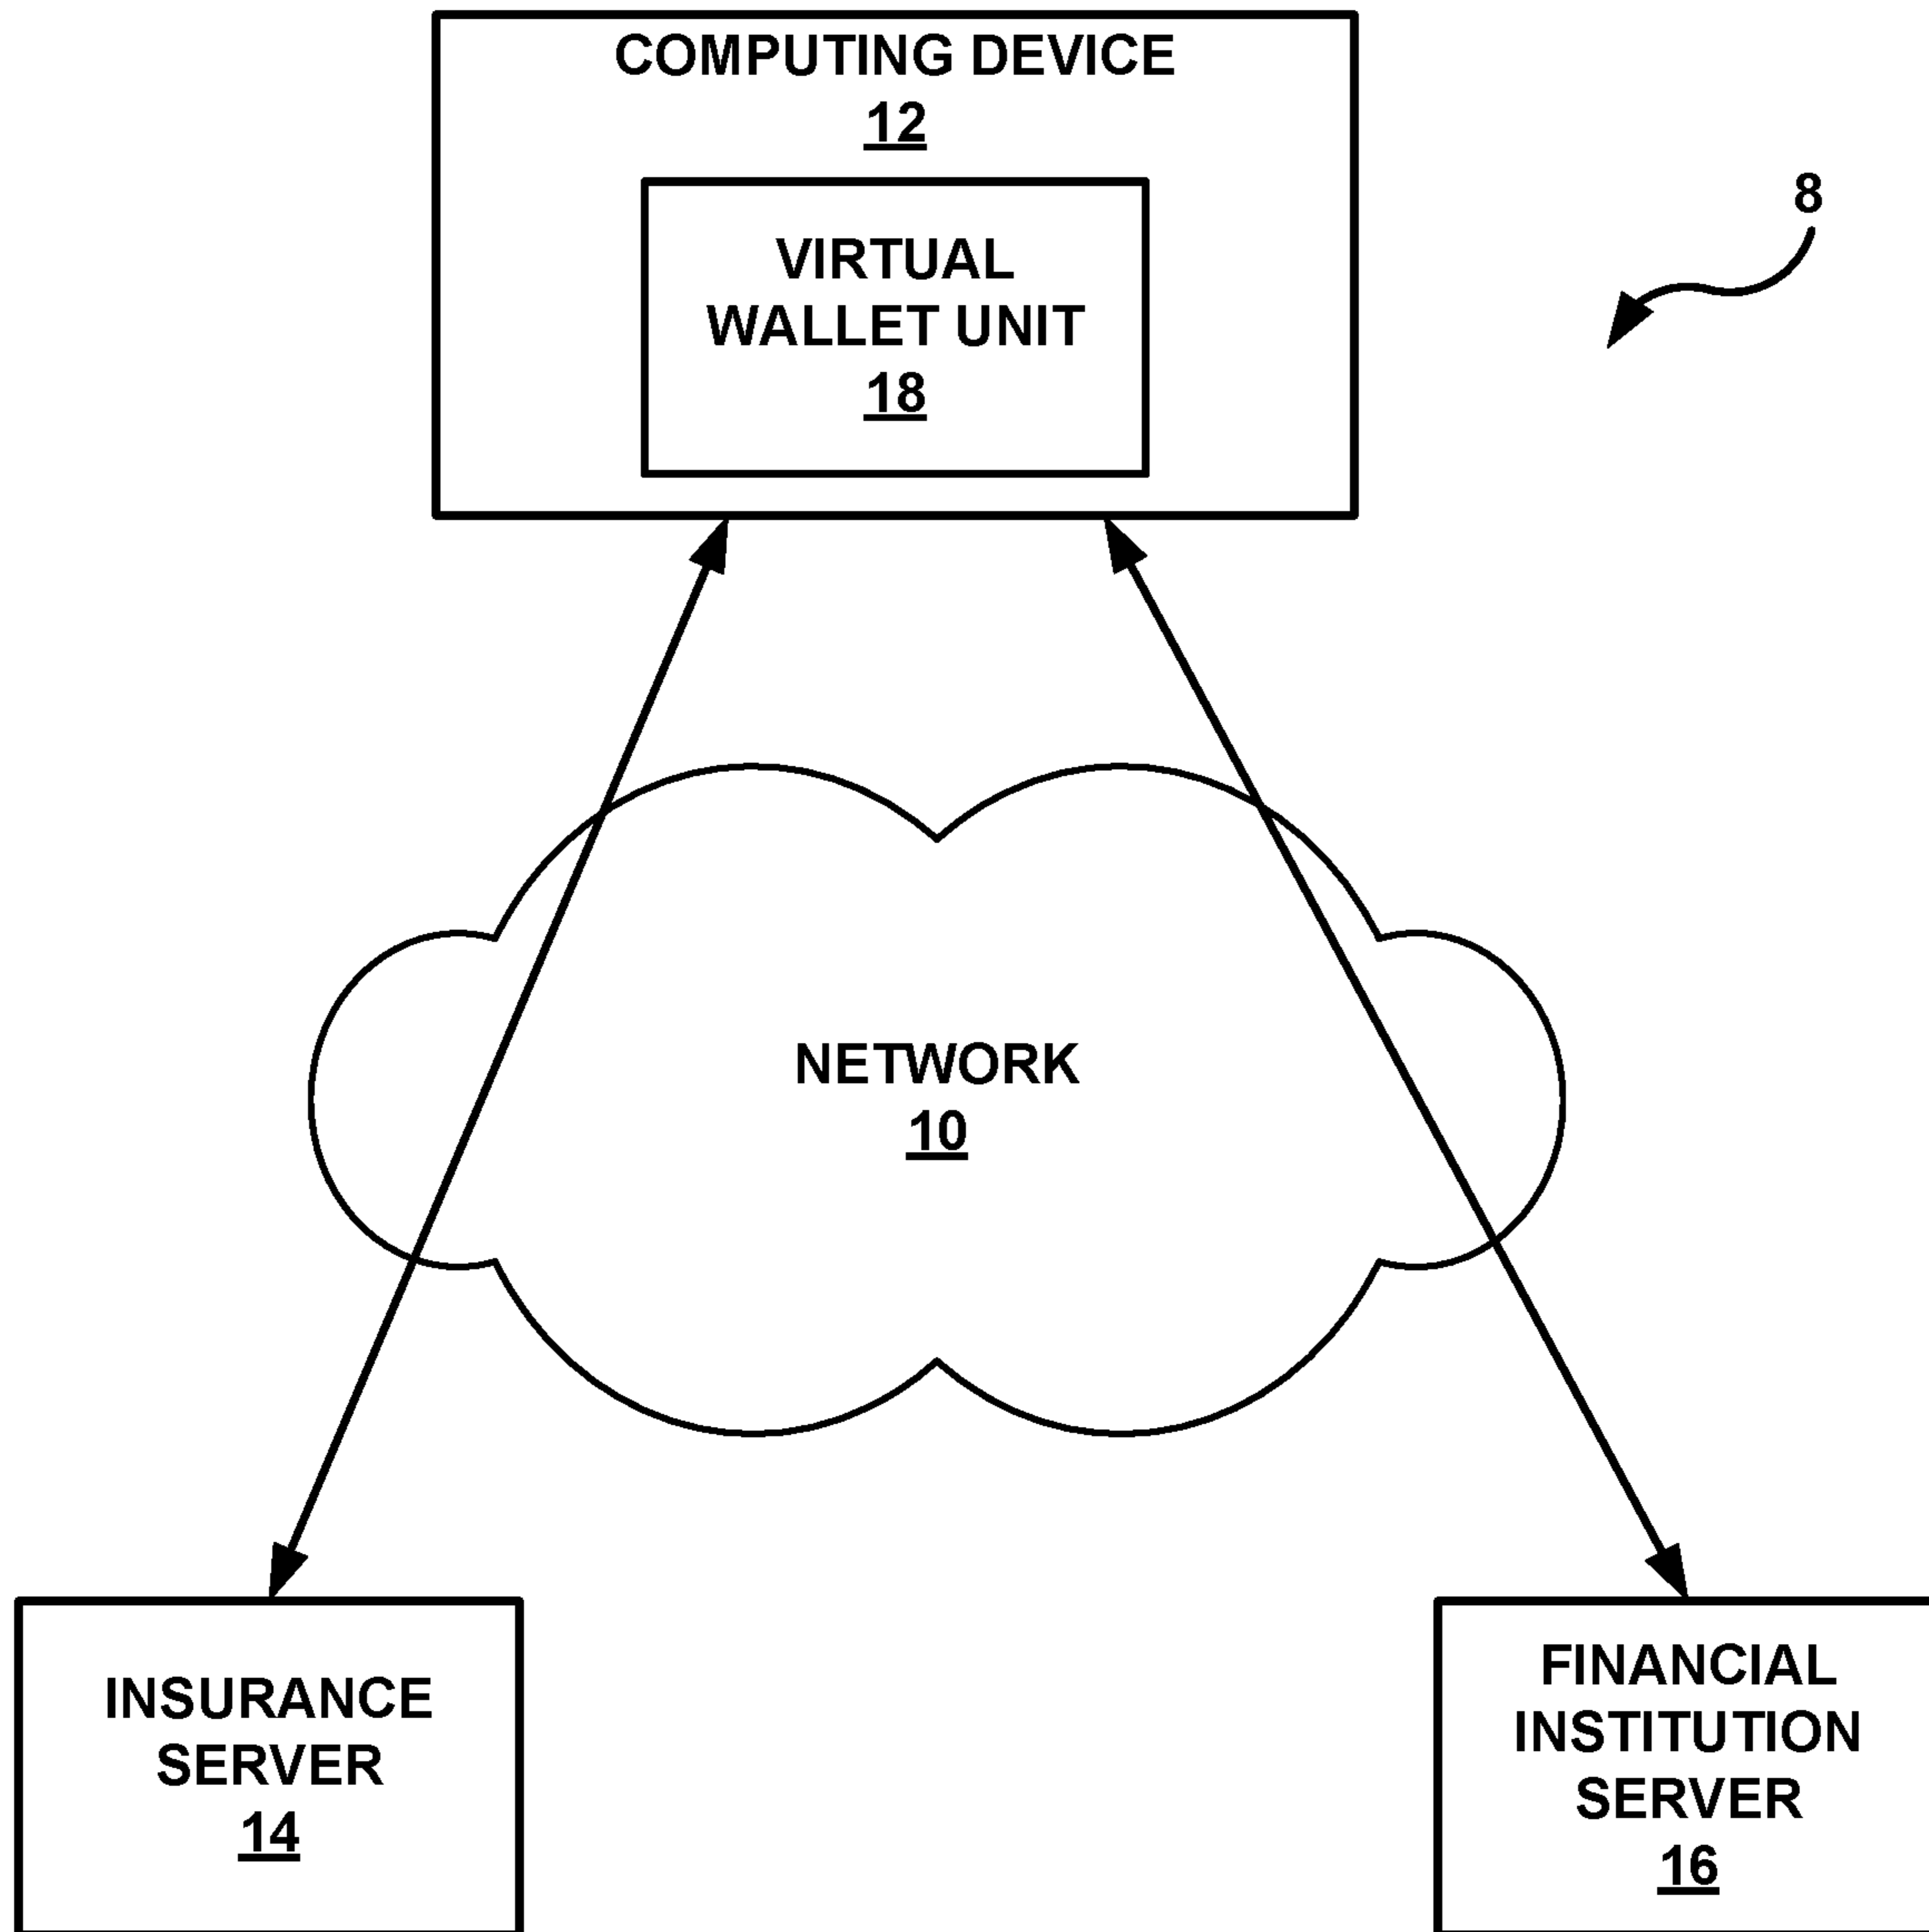 COMPUTING DEVICE
12
VIRTUAL
WALLET UNIT
18
8
NETWORK
10
INSURANCE
SERVER
14
FINANCIAL
INSTITUTION
SERVER
16